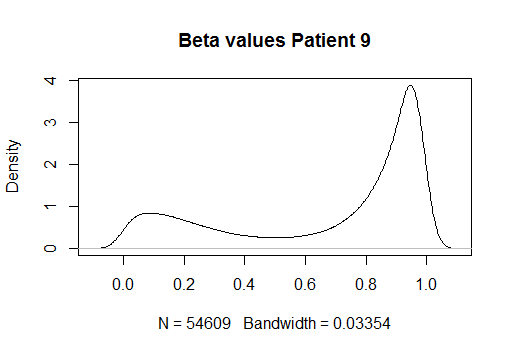 Beta values Patient 9
Density
4
3
2
1
0
0.0 0.2 0.4 0.6 0.8 1.0
N = 54609 Bandwidth = 0.03354